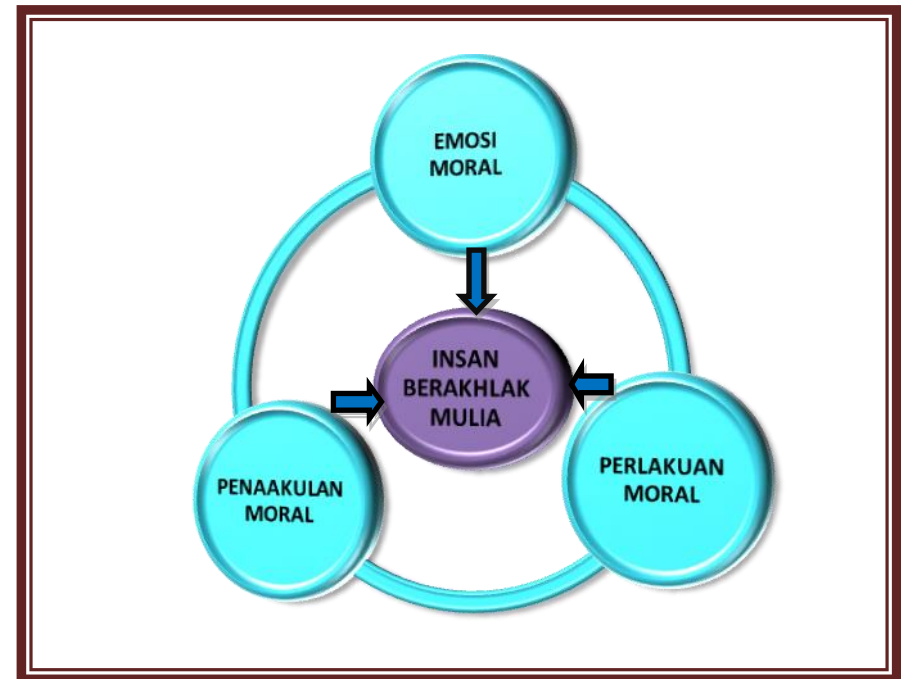 EMOSI
MORAL
INSAN
BERAKHLAK
MULIA
PENAAKULAN
MORAL
PERLAKUAN
MORAL